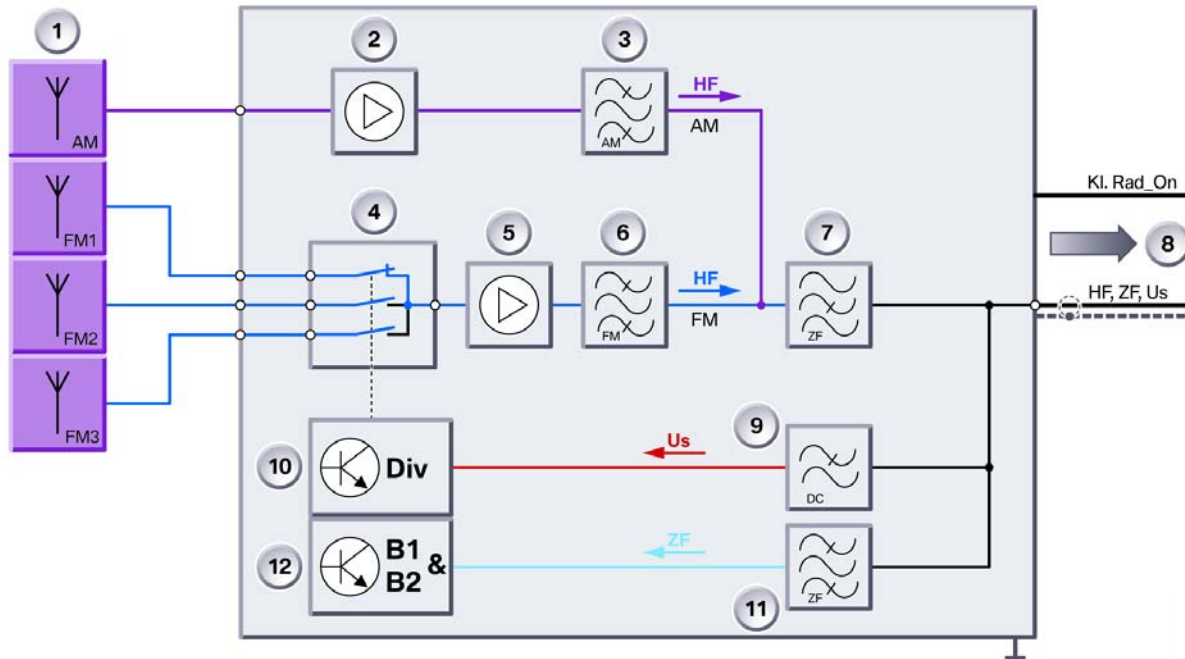 1
2
3
HF
AM
AM
AM
Kl. Rad_On
FM1
4
5
6
7
8
HF
HF, ZF, Us
FM
FM2
FM
ZF
FM3
9
Us
10
Div
DC
ZF
12
B1 &
B2
ZF
11